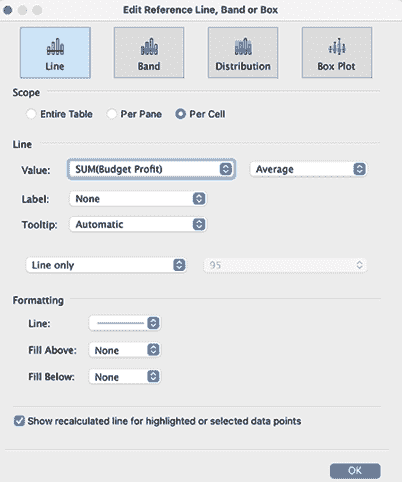 Edit Reference Line, Band or Box
Line Band Distribution Box Plot
Scope
Entire Table Per Pane Per Cell
Line
Value: SUM(Budget Profit) Average
Label: None
Tooltip: Automatic
Line only 95
Formatting
Line:
Fill Above: None
Fill Below: None
Show recalculated line for highlighted or selected data points
OK